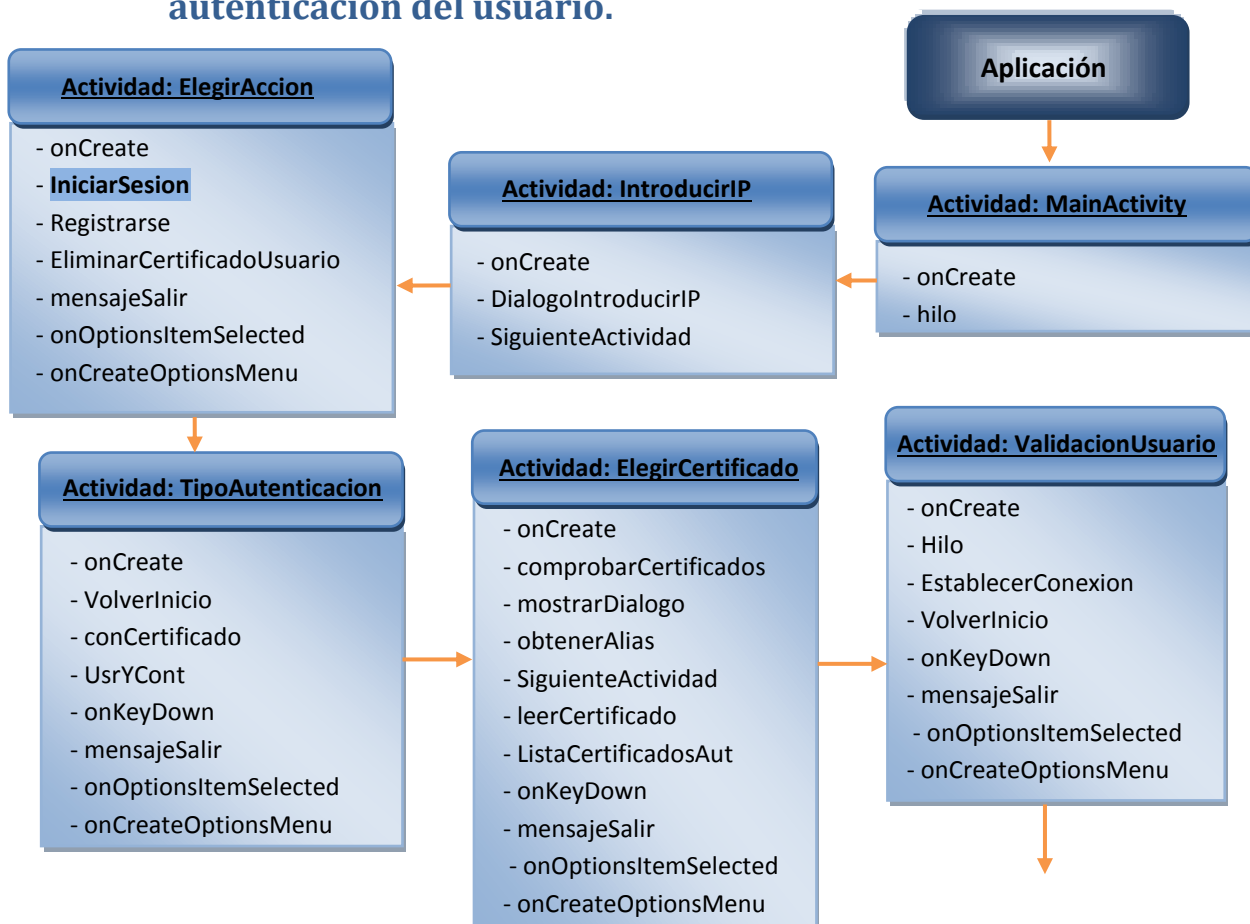 autenticación del usuario.
Aplicación
Actividad: MainActivity
- onCreate
- hilo
Actividad: IntroducirIP
- onCreate
- DialogoIntroducirIP
- SiguienteActividad
Actividad: ElegirAccion
- onCreate
- IniciarSesion
- Registrarse
- EliminarCertificadoUsuario
- mensajeSalir
- onOptionsItemSelected
- onCreateOptionsMenu
Actividad: TipoAutenticacion
- onCreate
- VolverInicio
- conCertificado
- UsrYCont
- onKeyDown
- mensajeSalir
- onOptionsItemSelected
- onCreateOptionsMenu
Actividad: ElegirCertificado
- onCreate
- comprobarCertificados
- mostrarDialogo
- obtenerAlias
- SiguienteActividad
- leerCertificado
- ListaCertificadosAut
- onKeyDown
- mensajeSalir
- onOptionsItemSelected
- onCreateOptionsMenu
Actividad: ValidacionUsuario
- onCreate
- Hilo
- EstablecerConexion
- VolverInicio
- onKeyDown
- mensajeSalir
- onOptionsItemSelected
- onCreateOptionsMenu